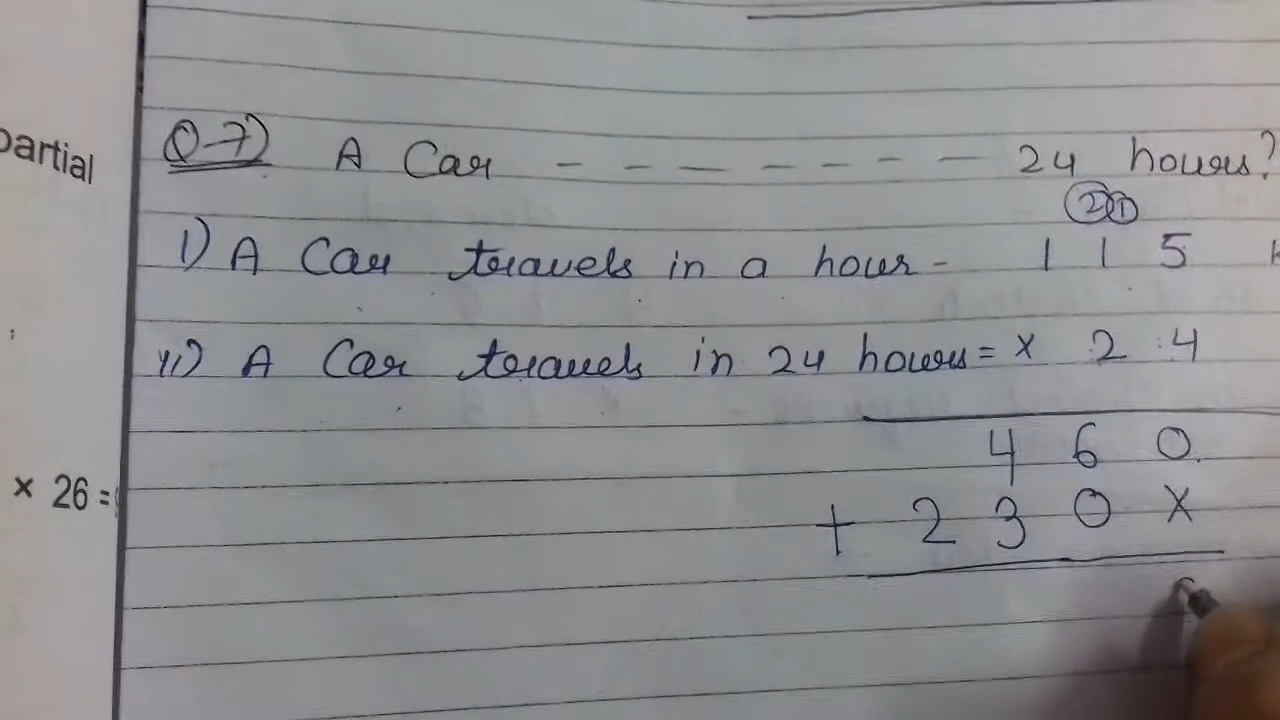 partial
Q-7) A Car - - - - - - - - 24 hours?
② ①
i) A Car travels in a hour - 1 1 5
ii) A Car travels in 24 hours = x 2 4
4 6 0
x 26 =
+ 2 3 0 x